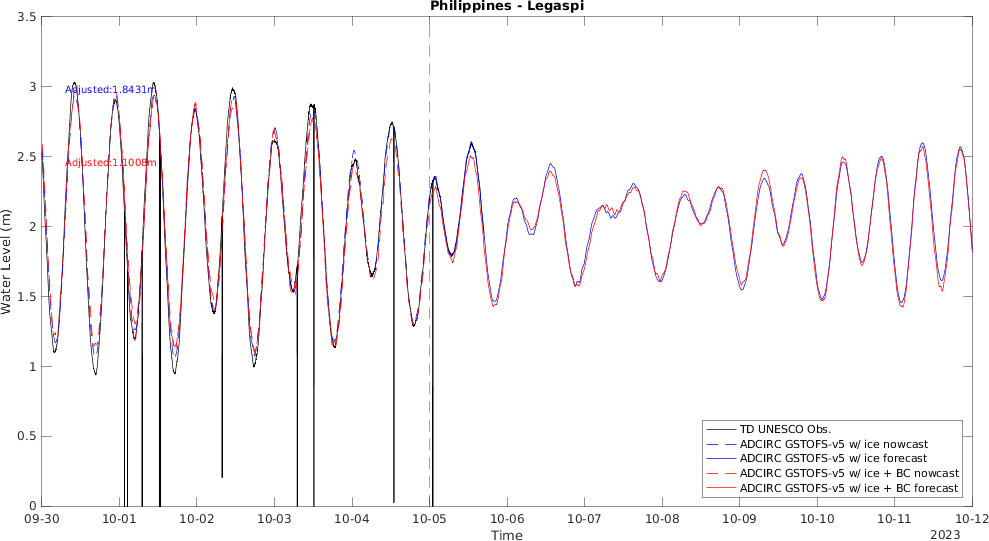 Philippines - Legaspi
Water Level (m)
3.5
3
2.5
2
1.5
1
0.5
0
Adjusted:1.8431m
Adjusted:1.1008m
TD UNESCO Obs.
ADCIRC GSTOFS-v5 w/ ice nowcast
ADCIRC GSTOFS-v5 w/ ice forecast
ADCIRC GSTOFS-v5 w/ ice + BC nowcast
ADCIRC GSTOFS-v5 w/ ice + BC forecast
09-30 10-01 10-02 10-03 10-04 10-05 10-06 10-07 10-08 10-09 10-10 10-11 10-12
Time
2023